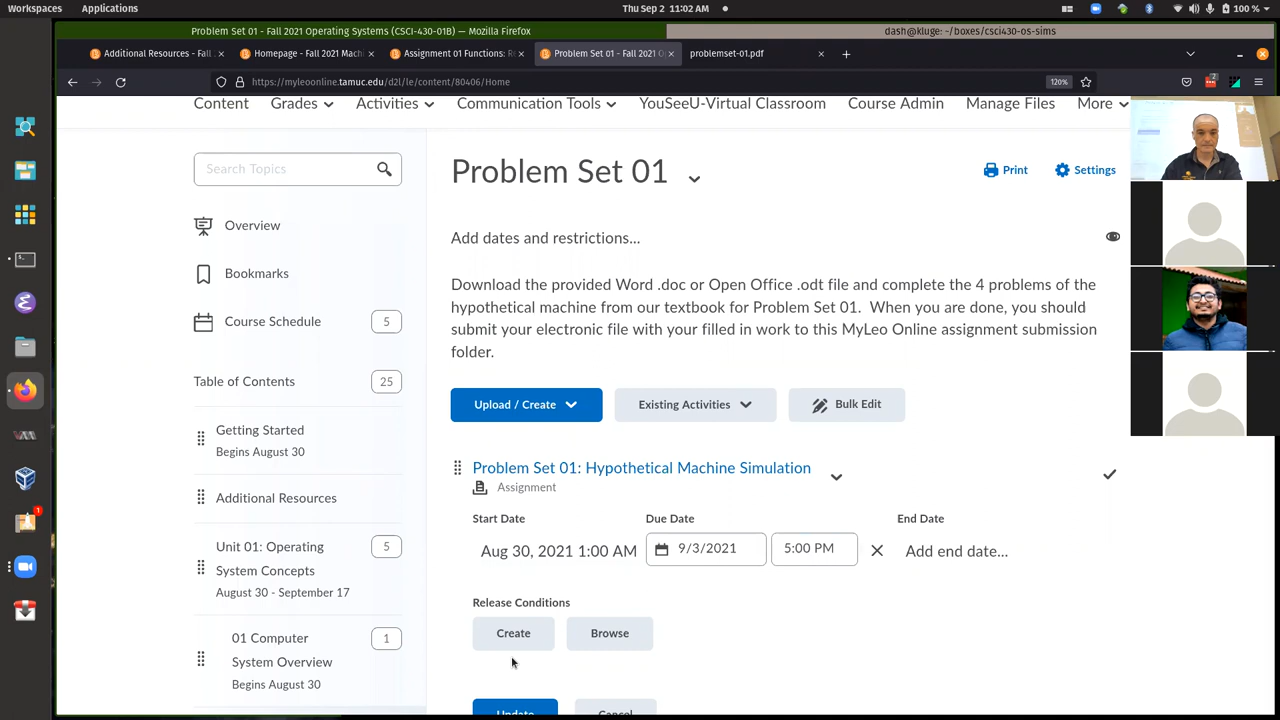 Workspaces Applications Thu Sep 2 11:02 AM 100 %
Problem Set 01 - Fall 2021 Operating Systems (CSCI-430-01B) — Mozilla Firefox dash@kluge: ~/boxes/csci430-os-sims
Additional Resources - Fall Homepage - Fall 2021 Machi Assignment 01 Functions: Re Problem Set 01 - Fall 2021 O problemset-01.pdf
https://myleoonline.tamuc.edu/d2l/le/content/80406/Home 120%
Content Grades Activities Communication Tools YouSeeU-Virtual Classroom Course Admin Manage Files More
Search Topics
Overview
Bookmarks
Course Schedule 5
Table of Contents 25
Getting Started
Begins August 30
Additional Resources
Unit 01: Operating 5
System Concepts
August 30 - September 17
01 Computer 1
System Overview
Begins August 30
Problem Set 01
Print Settings
Add dates and restrictions...
Download the provided Word .doc or Open Office .odt file and complete the 4 problems of the
hypothetical machine from our textbook for Problem Set 01. When you are done, you should
submit your electronic file with your filled in work to this MyLeo Online assignment submission
folder.
Upload / Create Existing Activities Bulk Edit
Problem Set 01: Hypothetical Machine Simulation
Assignment
Start Date Due Date End Date
Aug 30, 2021 1:00 AM 9/3/2021 5:00 PM Add end date...
Release Conditions
Create Browse
Update Cancel